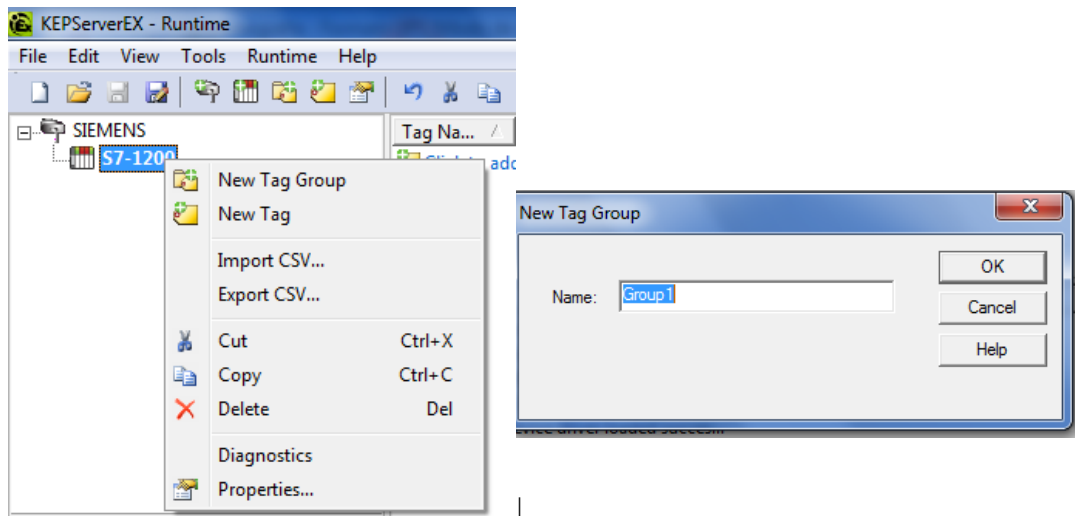 KEPServerEX - Runtime
File Edit View Tools Runtime Help
SIEMENS
Tag Na...
S7-1200
add
New Tag Group
New Tag
Import CSV...
Export CSV...
Cut Ctrl+X
Copy Ctrl+C
Delete Del
Diagnostics
Properties...
New Tag Group
OK
Name: Group1
Cancel
Help